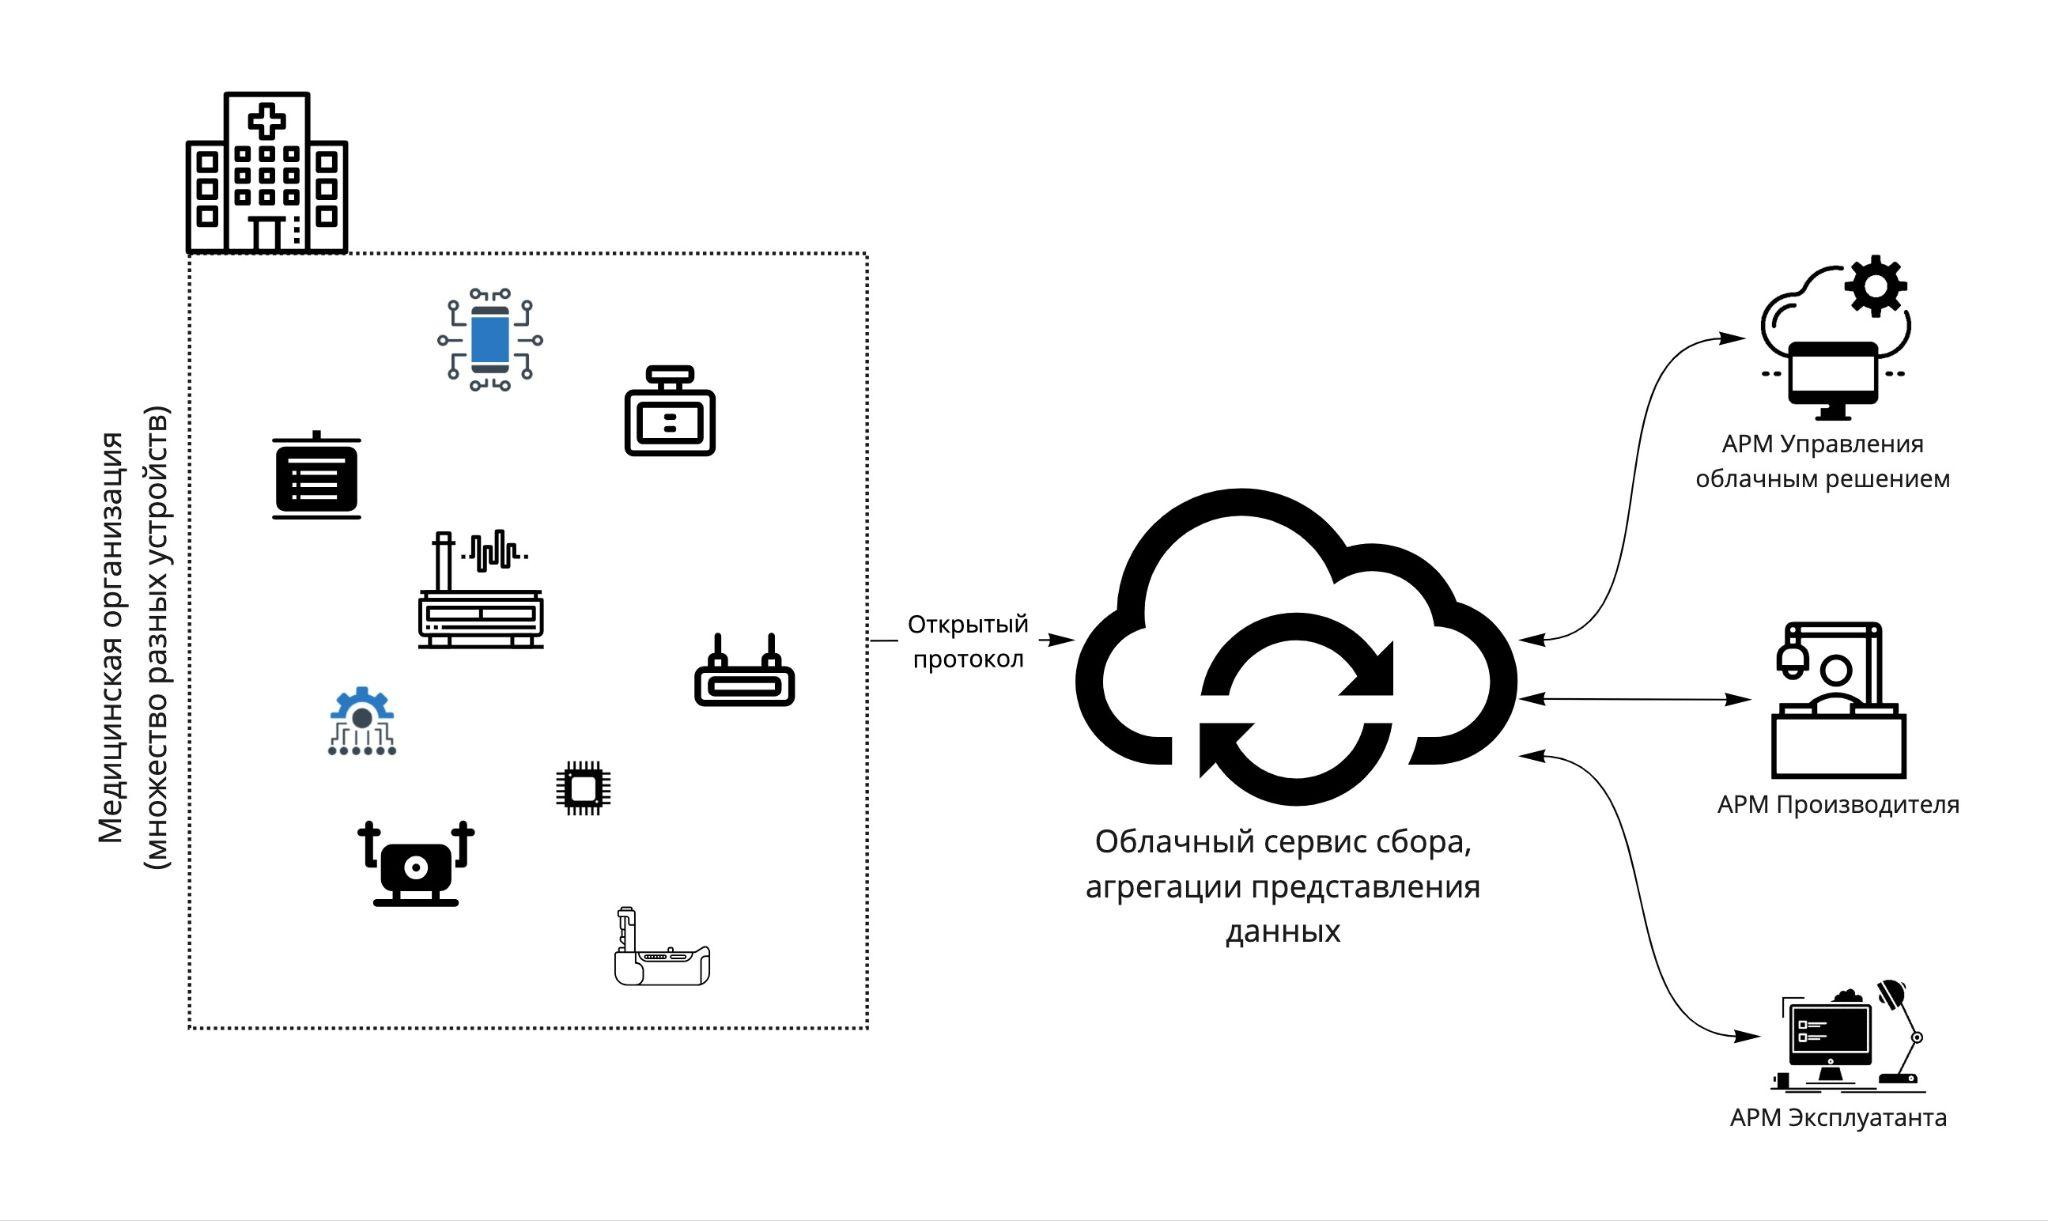 Медицинская организация
(множество разных устройств)
Открытый
протокол
Облачный сервис сбора,
агрегации представления
данных
АРМ Управления
облачным решением
АРМ Производителя
АРМ Эксплуатанта